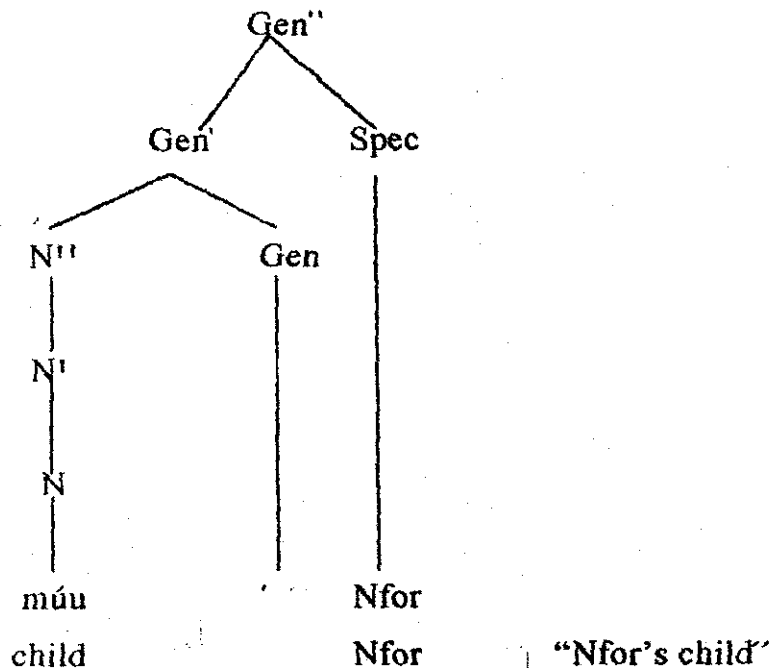 Gen''
Gen' Spec
N'' Gen
N'
N
múu ́ Nfor
child Nfor "Nfor's child"